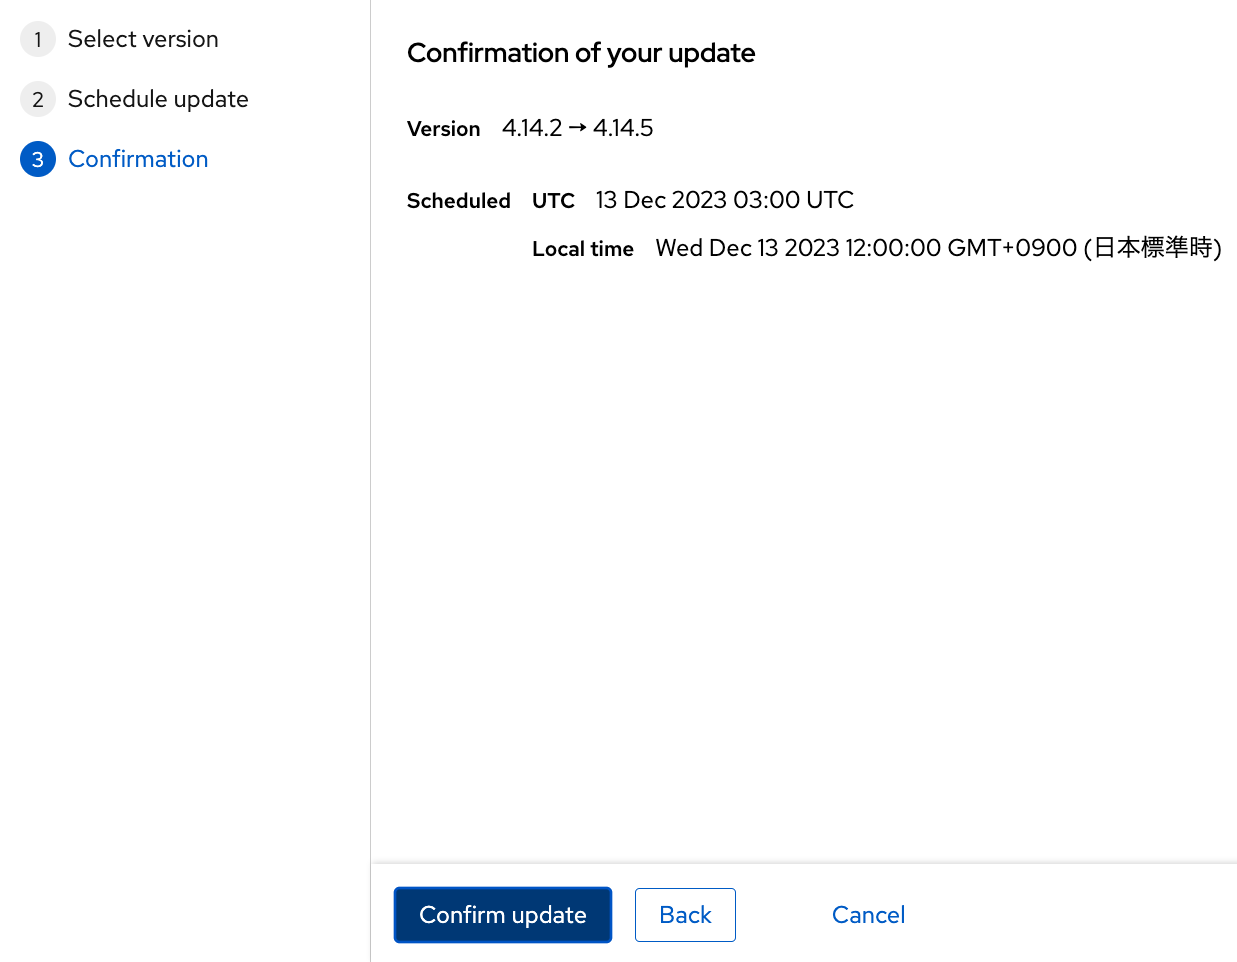 1 Select version
2 Schedule update
3 Confirmation
Confirmation of your update
Version 4.14.2 → 4.14.5
Scheduled UTC 13 Dec 2023 03:00 UTC
Local time Wed Dec 13 2023 12:00:00 GMT+0900 (日本標準時)
Confirm update Back Cancel